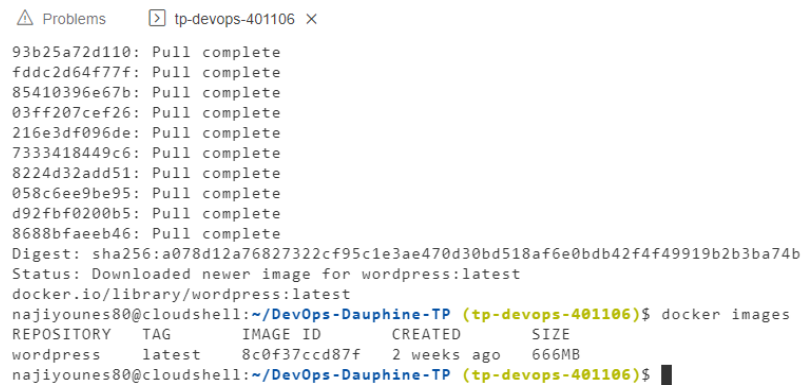 Problems tp-devops-401106
93b25a72d110: Pull complete
fddc2d64f77f: Pull complete
85410396e67b: Pull complete
03ff207cef26: Pull complete
216e3df096de: Pull complete
7333418449c6: Pull complete
8224d32add51: Pull complete
058c6ee9be95: Pull complete
d92fbf0200b5: Pull complete
8688bfaeeb46: Pull complete
Digest: sha256:a078d12a76827322cf95c1e3ae470d30bd518af6e0bdb42f4f49919b2b3ba74b
Status: Downloaded newer image for wordpress:latest
docker.io/library/wordpress:latest
najiyounes80@cloudshell:~/DevOps-Dauphine-TP (tp-devops-401106)$ docker images
REPOSITORY TAG IMAGE ID CREATED SIZE
wordpress latest 8c0f37ccd87f 2 weeks ago 666MB
najiyounes80@cloudshell:~/DevOps-Dauphine-TP (tp-devops-401106)$